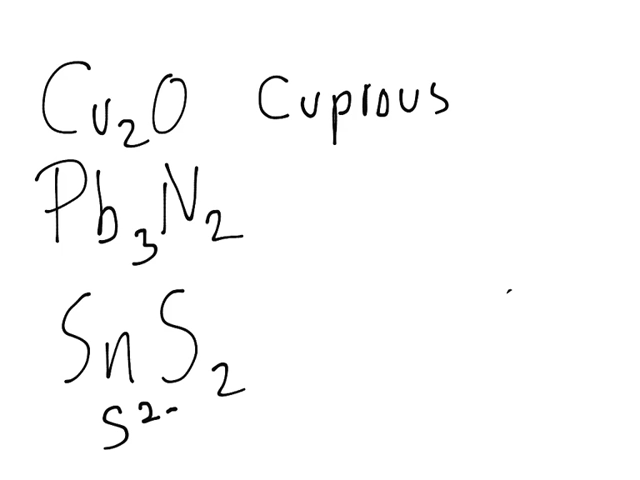 Cu₂O Cuprous
Pb₃N₂
SnS₂
S²⁻